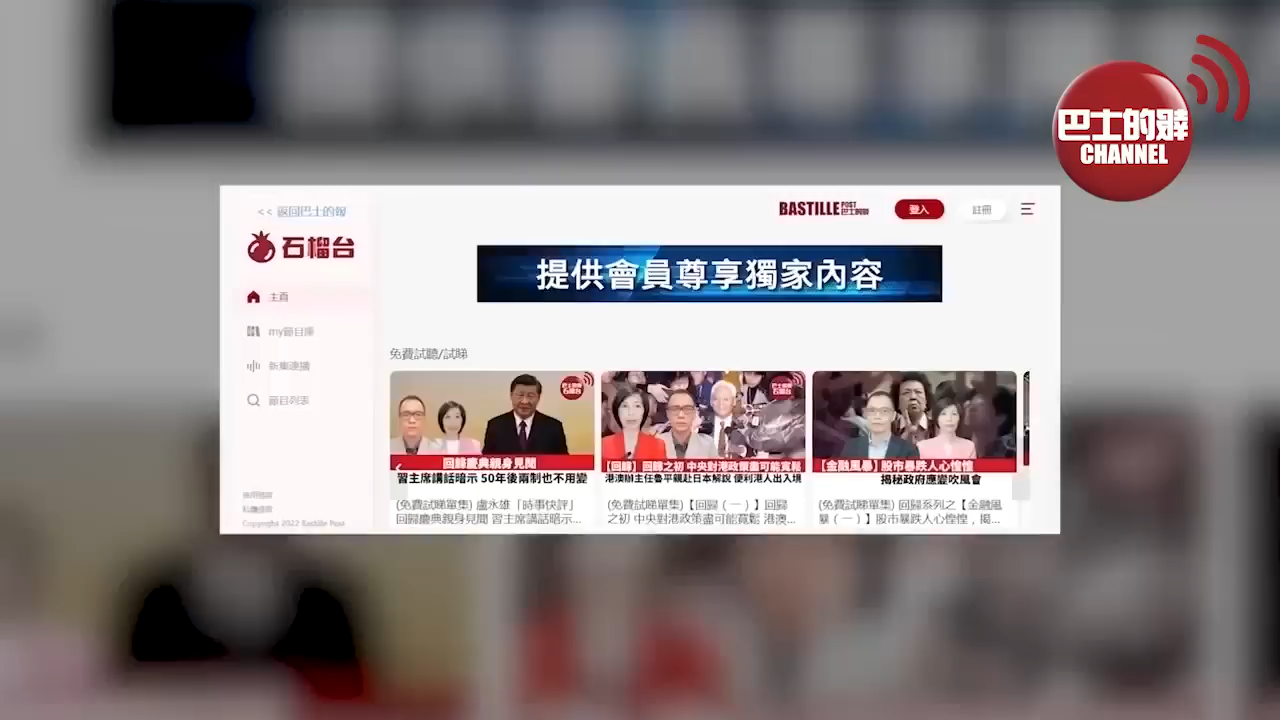 巴士的報
CHANNEL
<< 返回巴士的報
BASTILLE POST 巴士的報
登入
註冊
石榴台
提供會員尊享獨家內容
主頁
my節目庫
新集連播
節目列表
免費試聽/試睇
回歸慶典親身見聞
習主席講話暗示 50年後兩制也不用變
(免費試睇單集) 盧永雄「時事快評」
回歸慶典親身見聞 習主席講話暗示...
【回歸】回歸之初 中央對港政策盡可能寬鬆
港澳辦主任魯平親赴日本解說 便利港人出入境
(免費試睇單集)【回歸（一）】回歸
之初 中央對港政策盡可能寬鬆 港澳...
【金融風暴】股市暴跌人心惶惶
揭秘政府應變吹風會
(免費試睇單集) 回歸系列之【金融風
暴（一）】股市暴跌人心惶惶，揭...
私隱條款
Copyright 2022 Bastille Post